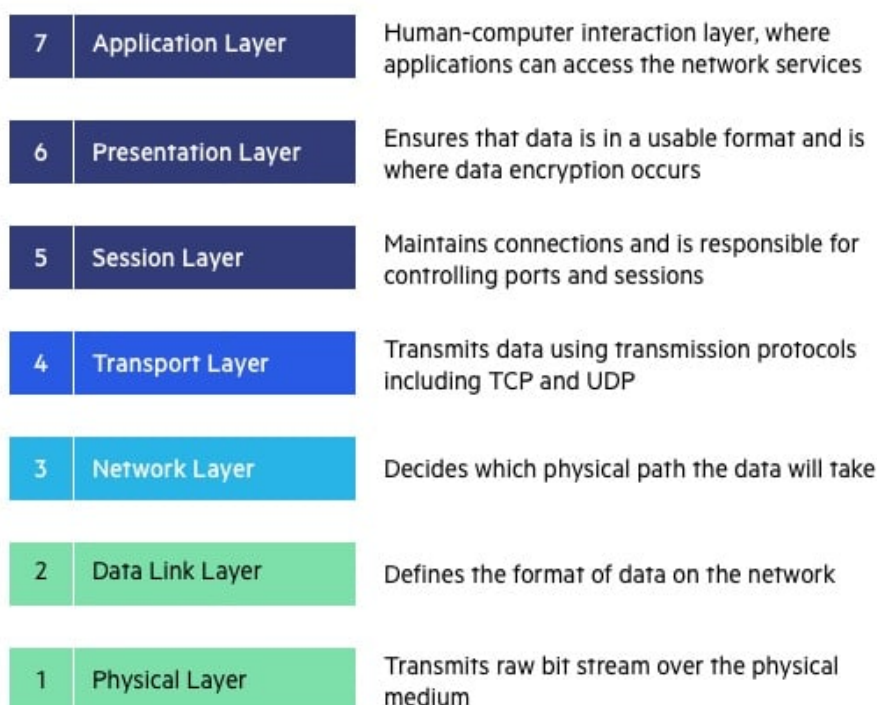 7 Application Layer Human-computer interaction layer, where
applications can access the network services
6 Presentation Layer Ensures that data is in a usable format and is
where data encryption occurs
5 Session Layer Maintains connections and is responsible for
controlling ports and sessions
4 Transport Layer Transmits data using transmission protocols
including TCP and UDP
3 Network Layer Decides which physical path the data will take
2 Data Link Layer Defines the format of data on the network
1 Physical Layer Transmits raw bit stream over the physical
medium